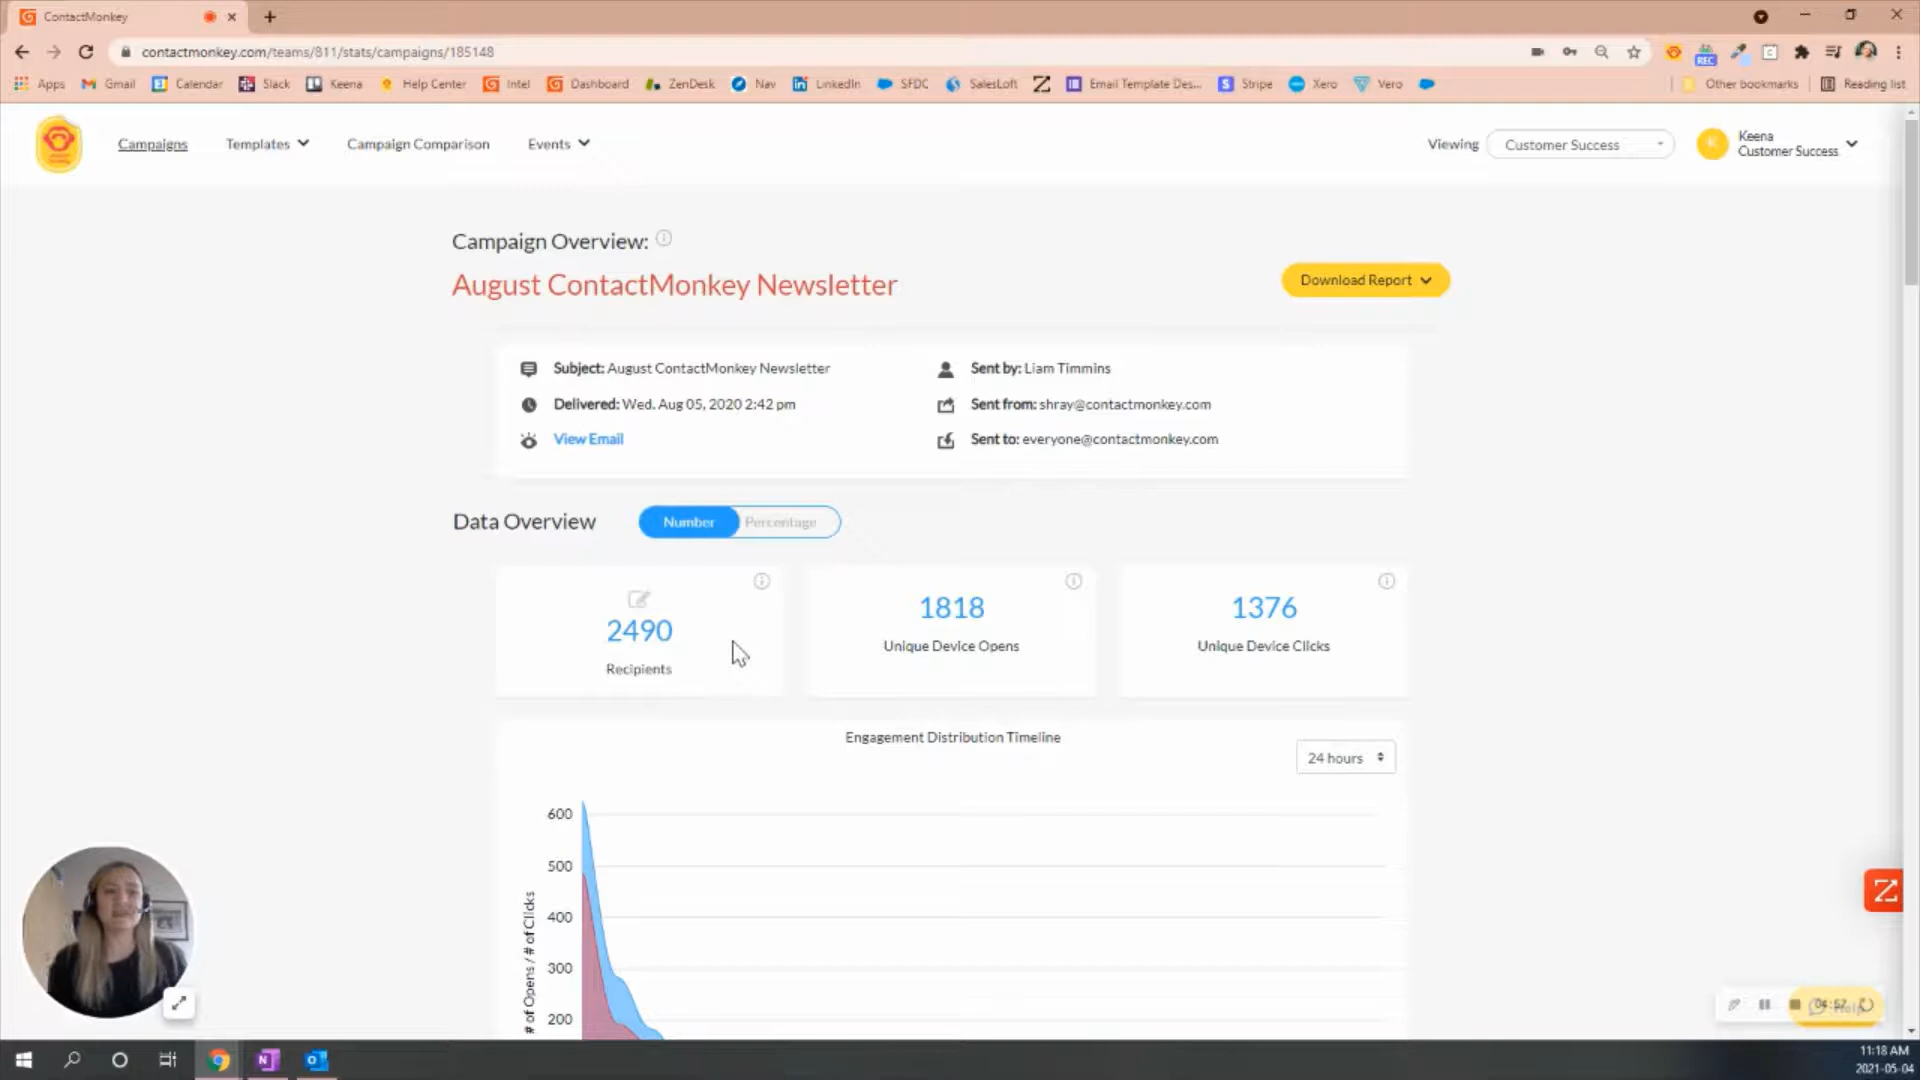 ContactMonkey
contactmonkey.com/teams/811/stats/campaigns/185148
REC
Apps Gmail Calendar Slack Keena Help Center Intel Dashboard ZenDesk Nav LinkedIn SFDC SalesLoft Email Template Des... Stripe Xero Vero Other bookmarks Reading list
Campaigns Templates Campaign Comparison Events Viewing Customer Success Keena
Customer Success
Campaign Overview:
August ContactMonkey Newsletter
Download Report
Subject: August ContactMonkey Newsletter Sent by: Liam Timmins
Delivered: Wed. Aug 05, 2020 2:42 pm Sent from: shray@contactmonkey.com
View Email Sent to: everyone@contactmonkey.com
Data Overview Number Percentage
2490 1818 1376
Recipients Unique Device Opens Unique Device Clicks
Engagement Distribution Timeline
24 hours
600
500
400
300
200
# of Opens / # of Clicks
04:57 Help
11:18 AM
2021-05-04